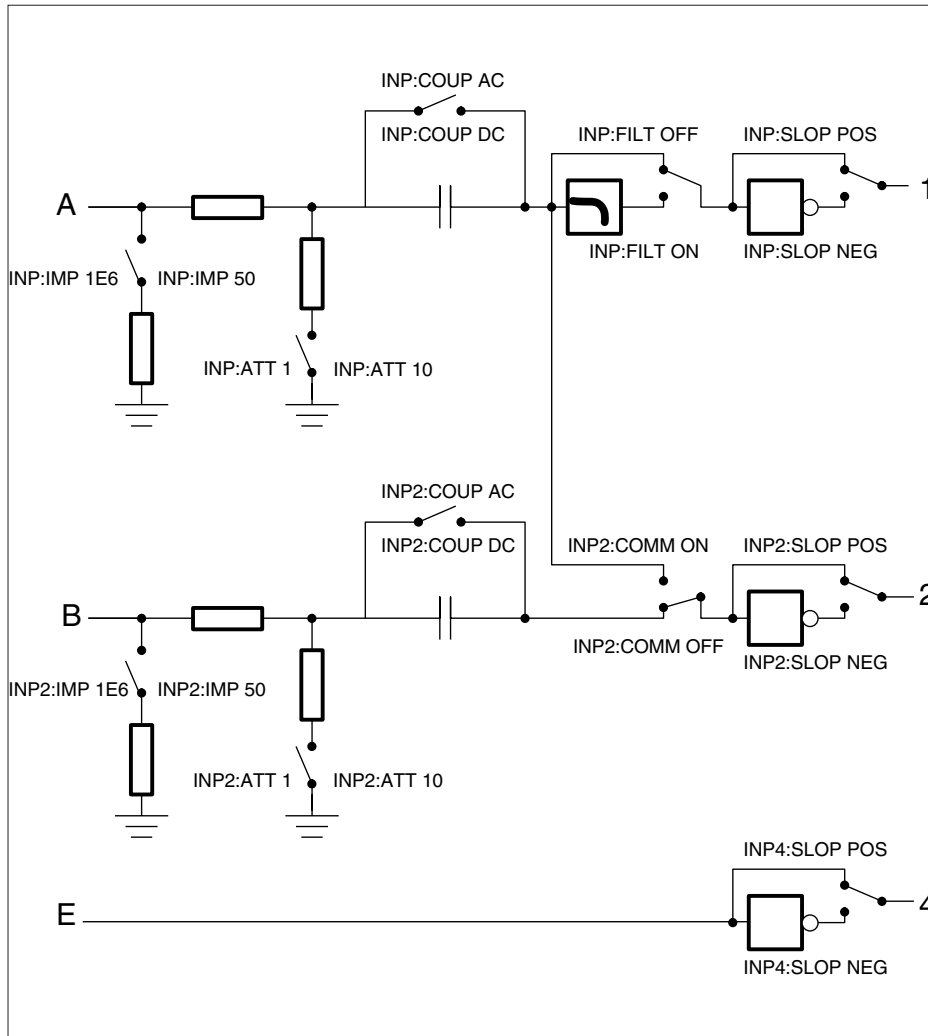 INP:COUP AC
INP:COUP DC
INP:FILT OFF
INP:SLOP POS
A
1
INP:FILT ON
INP:SLOP NEG
INP:IMP 1E6
INP:IMP 50
INP:ATT 1
INP:ATT 10
INP2:COUP AC
INP2:COUP DC
INP2:COMM ON
INP2:SLOP POS
B
2
INP2:COMM OFF
INP2:SLOP NEG
INP2:IMP 1E6
INP2:IMP 50
INP2:ATT 1
INP2:ATT 10
INP4:SLOP POS
E
4
INP4:SLOP NEG